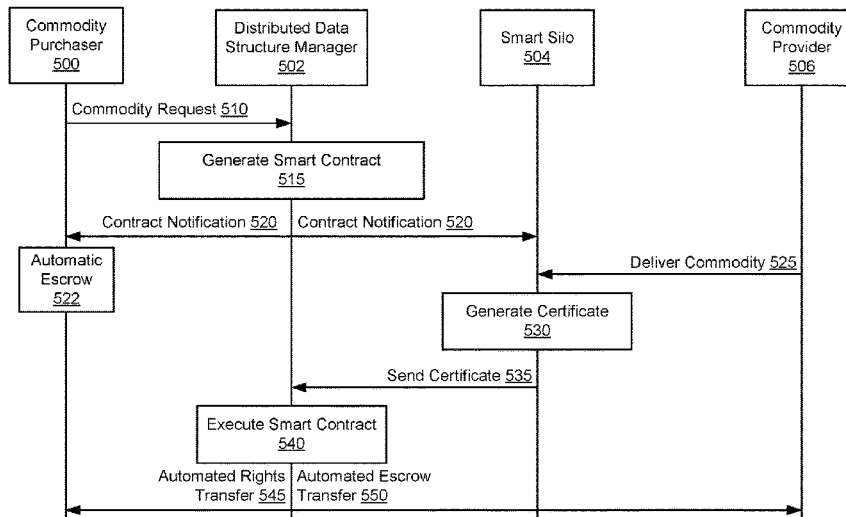 Commodity
Purchaser
500
Distributed Data
Structure Manager
502
Smart Silo
504
Commodity
Provider
506
Commodity Request 510
Generate Smart Contract
515
Contract Notification 520
Contract Notification 520
Automatic
Escrow
522
Deliver Commodity 525
Generate Certificate
530
Send Certificate 535
Execute Smart Contract
540
Automated Rights
Transfer 545
Automated Escrow
Transfer 550